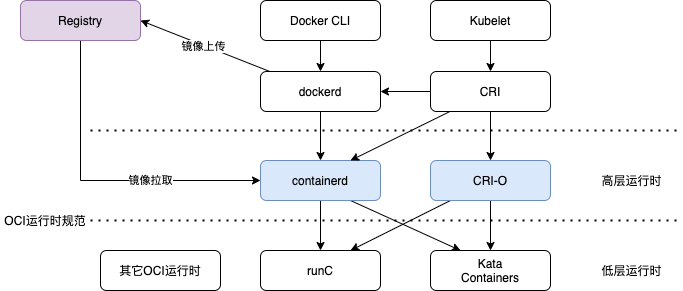 Registry
Docker CLI
Kubelet
镜像上传
dockerd
CRI
镜像拉取
containerd
CRI-O
高层运行时
OCI运行时规范
其它OCI运行时
runC
Kata
Containers
低层运行时